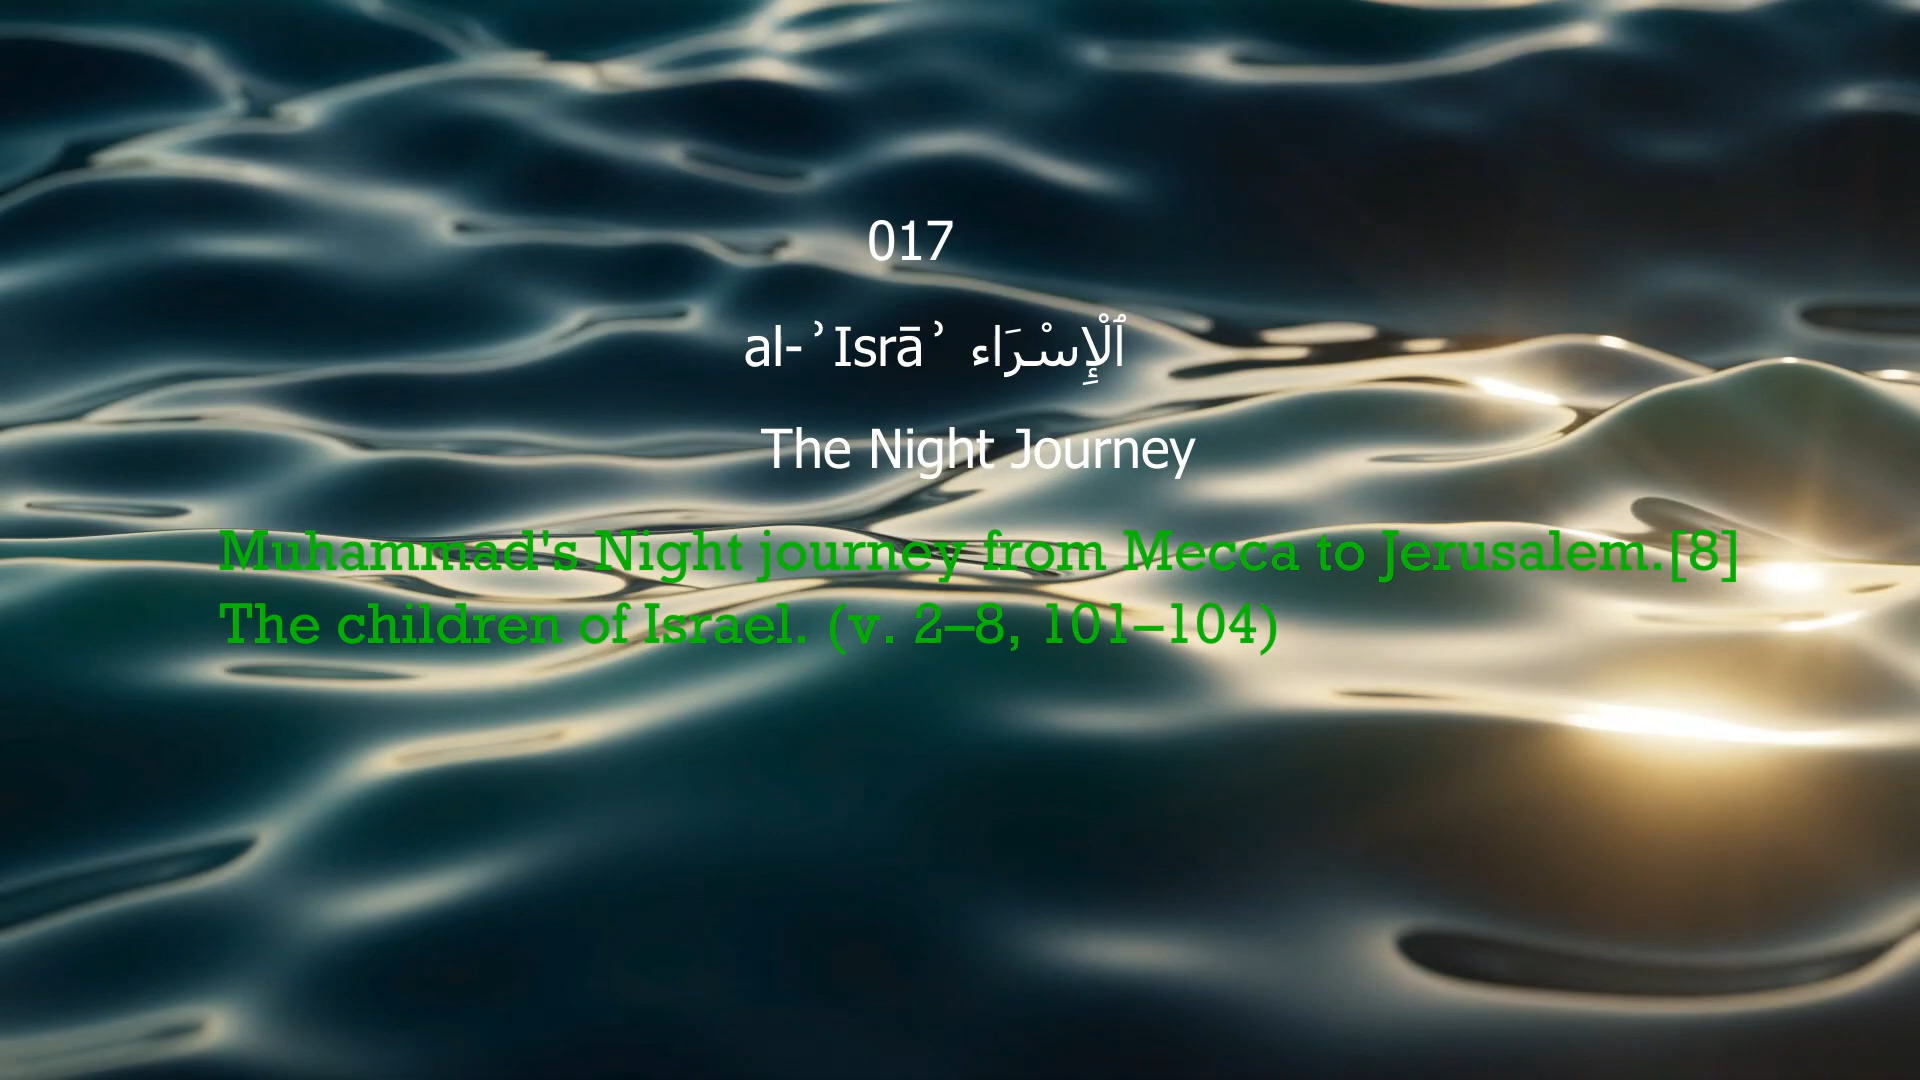 017
al-ʾIsrāʾ ٱلْإِسْرَاء
The Night Journey
Muhammad's Night journey from Mecca to Jerusalem.[8]
The children of Israel. (v. 2–8, 101–104)